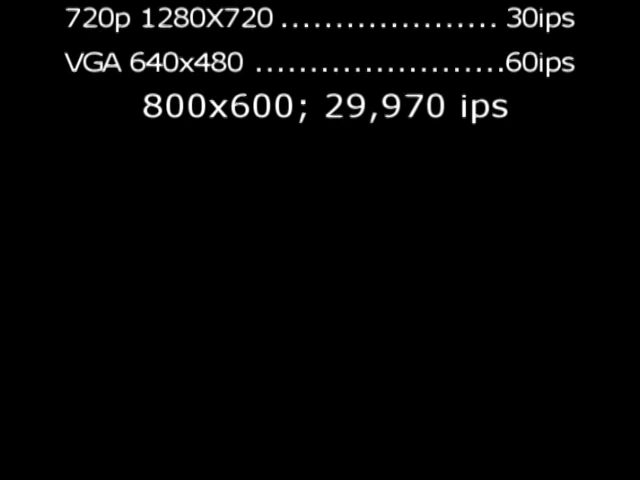 720p 1280X720 .................... 30ips
VGA 640x480 .......................60ips
800x600; 29,970 ips